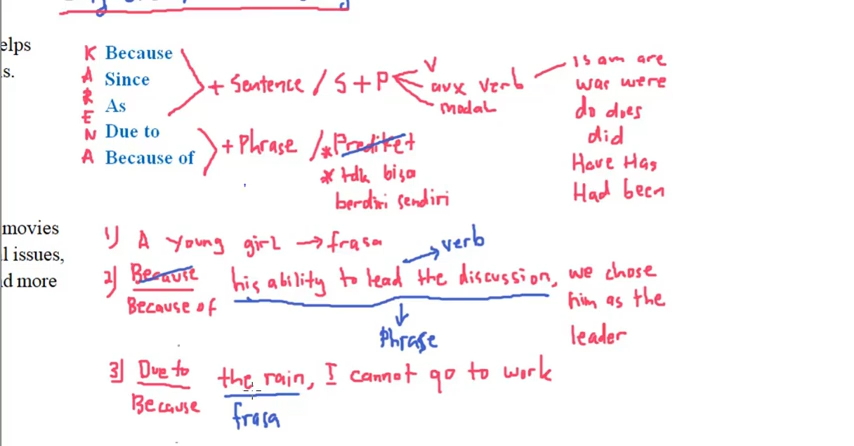 elps
s.
K Because
A Since
R As
E
N Due to
A Because of
+ Sentence / S + P
V
aux verb
modal
is am are
was were
do does
did
Have Has
Had been
+ Phrase / * Prediket
* tdk bisa
berdiri sendiri
movies
l issues,
d more
1) A young girl → frasa
verb
2) Because his ability to lead the discussion, we chose
Because of
him as the
leader
Phrase
3) Due to the rain, I cannot go to work
Because
frasa